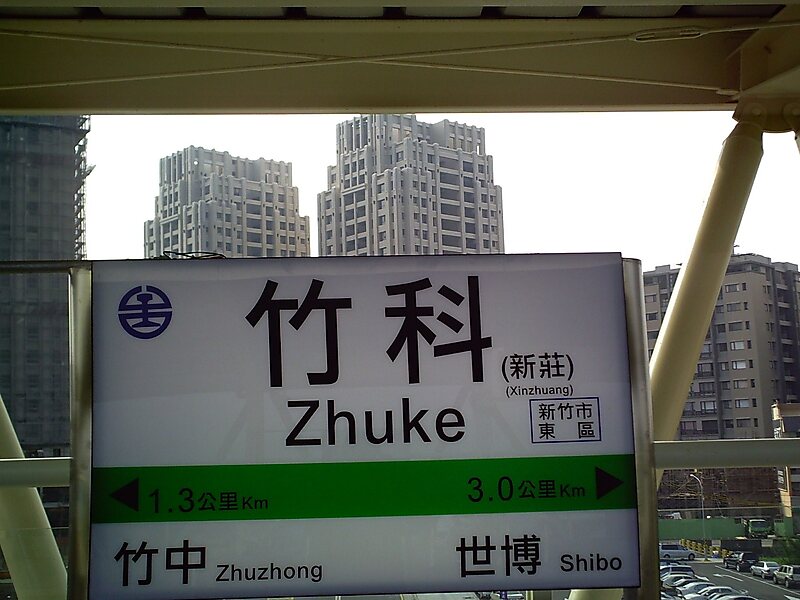 竹科
(新莊)
(Xinzhuang)
Zhuke
新竹市
東區
1.3公里Km
3.0公里Km
竹中 Zhuzhong
世博 Shibo